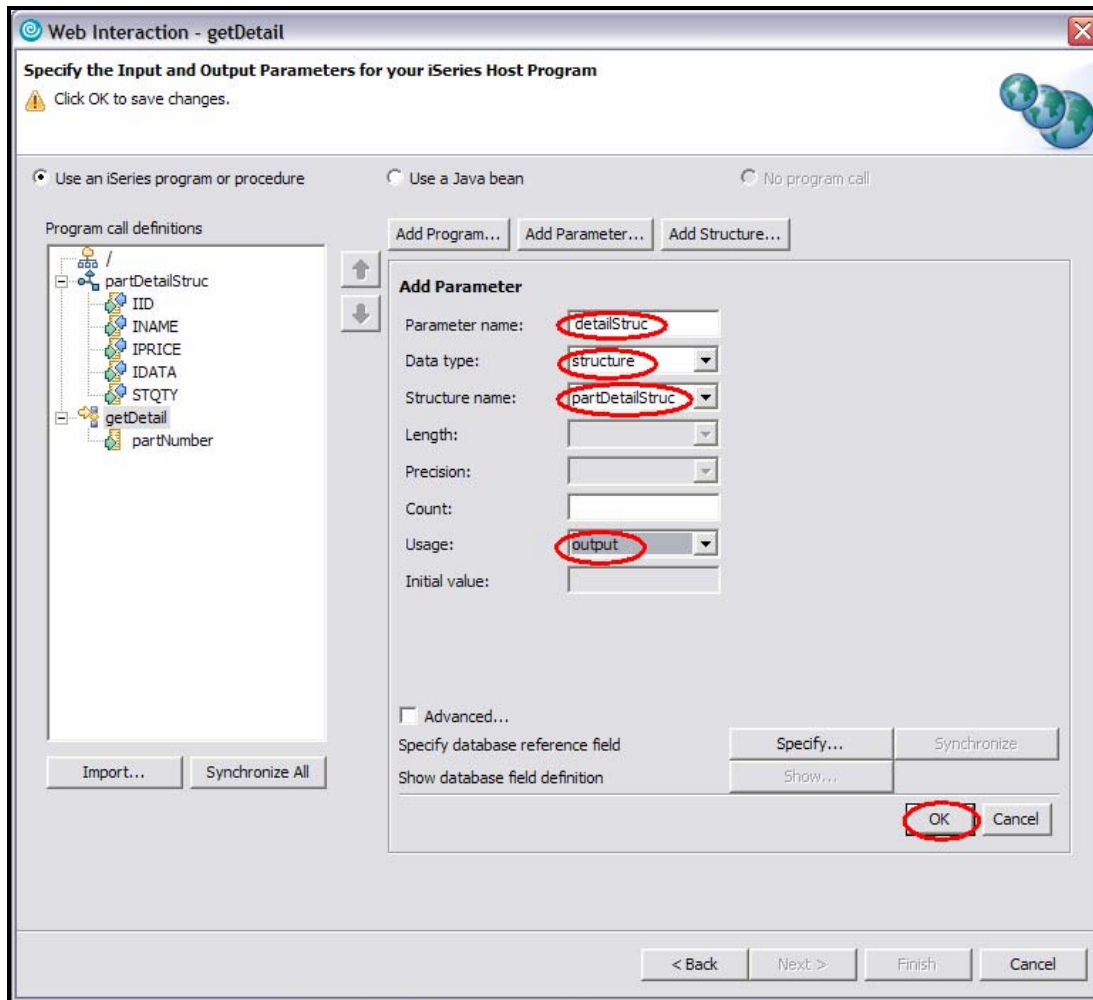 Web Interaction - getDetail
Specify the Input and Output Parameters for your iSeries Host Program
Click OK to save changes.
Use an iSeries program or procedure
Use a Java bean
No program call
Program call definitions
/
partDetailStruc
IID
INAME
IPRICE
IDATA
STQTY
getDetail
partNumber
Import...
Synchronize All
Add Program...
Add Parameter...
Add Structure...
Add Parameter
Parameter name:
detailStruc
Data type:
structure
Structure name:
partDetailStruc
Length:
Precision:
Count:
Usage:
output
Initial value:
Advanced...
Specify database reference field
Specify...
Synchronize
Show database field definition
Show...
OK
Cancel
< Back
Next >
Finish
Cancel